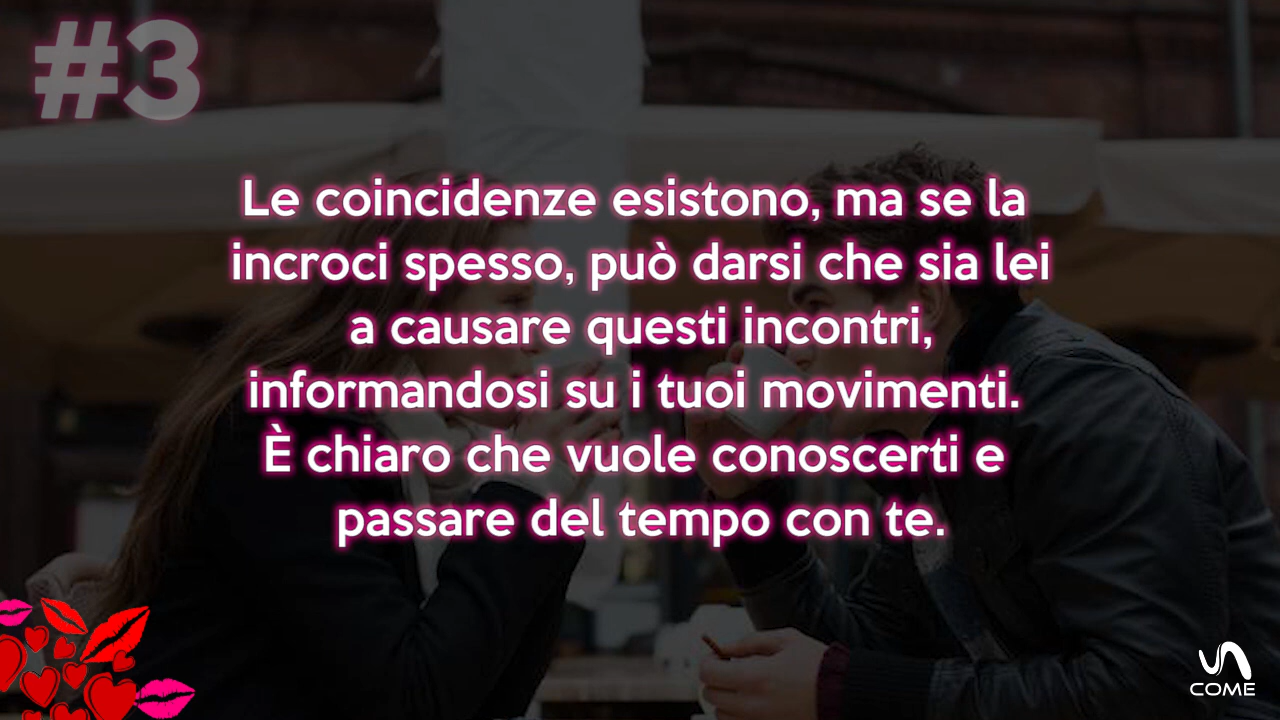 #3
Le coincidenze esistono, ma se la
incroci spesso, può darsi che sia lei
a causare questi incontri,
informandosi su i tuoi movimenti.
È chiaro che vuole conoscerti e
passare del tempo con te.
COME